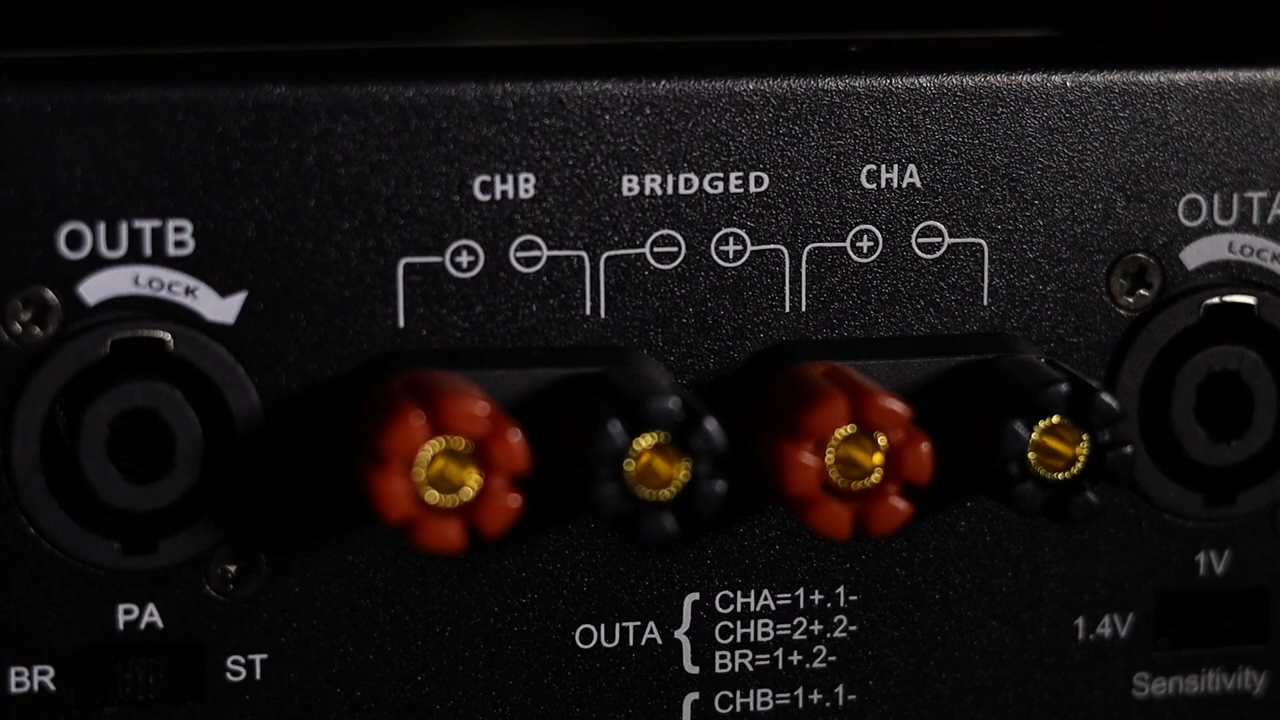 CHB BRIDGED CHA
OUTB
LOCK
+ − − + + −
OUTA
LOCK
PA
BR ST
OUTA { CHA=1+.1-
CHB=2+.2-
BR=1+.2-
{ CHB=1+.1-
1V
1.4V
Sensitivity